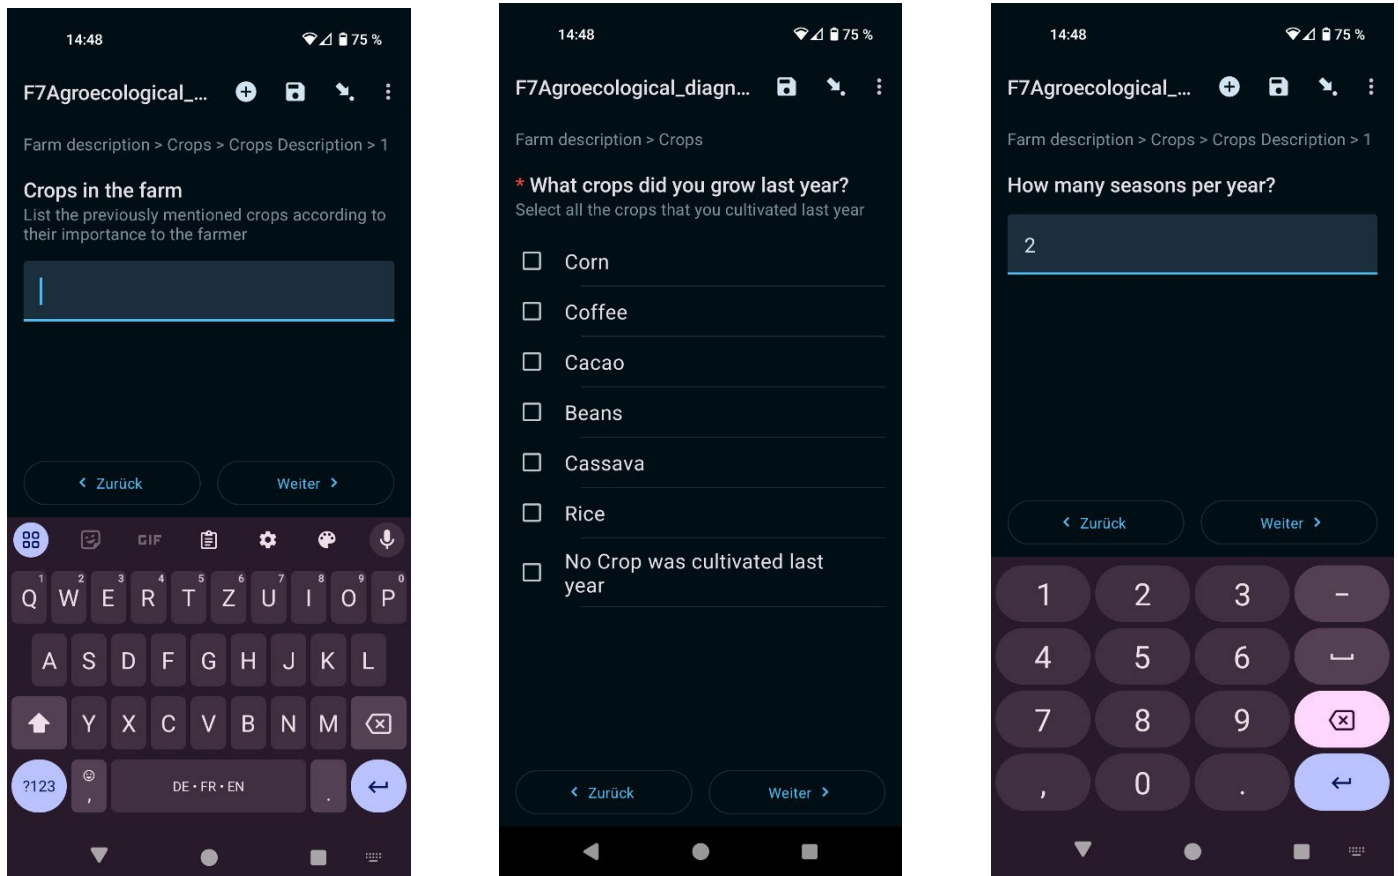 14:48
75 %
F7Agroecological_...
Farm description > Crops > Crops Description > 1
Crops in the farm
List the previously mentioned crops according to
their importance to the farmer
< Zurück
Weiter >
GIF
1 2 3 4 5 6 7 8 9 0
Q W E R T Z U I O P
A S D F G H J K L
Y X C V B N M
?123
,
DE • FR • EN
.
14:48
75 %
F7Agroecological_diagn...
Farm description > Crops
* What crops did you grow last year?
Select all the crops that you cultivated last year
Corn
Coffee
Cacao
Beans
Cassava
Rice
No Crop was cultivated last
year
< Zurück
Weiter >
14:48
75 %
F7Agroecological_...
Farm description > Crops > Crops Description > 1
How many seasons per year?
2
< Zurück
Weiter >
1 2 3 –
4 5 6
7 8 9
, 0 .